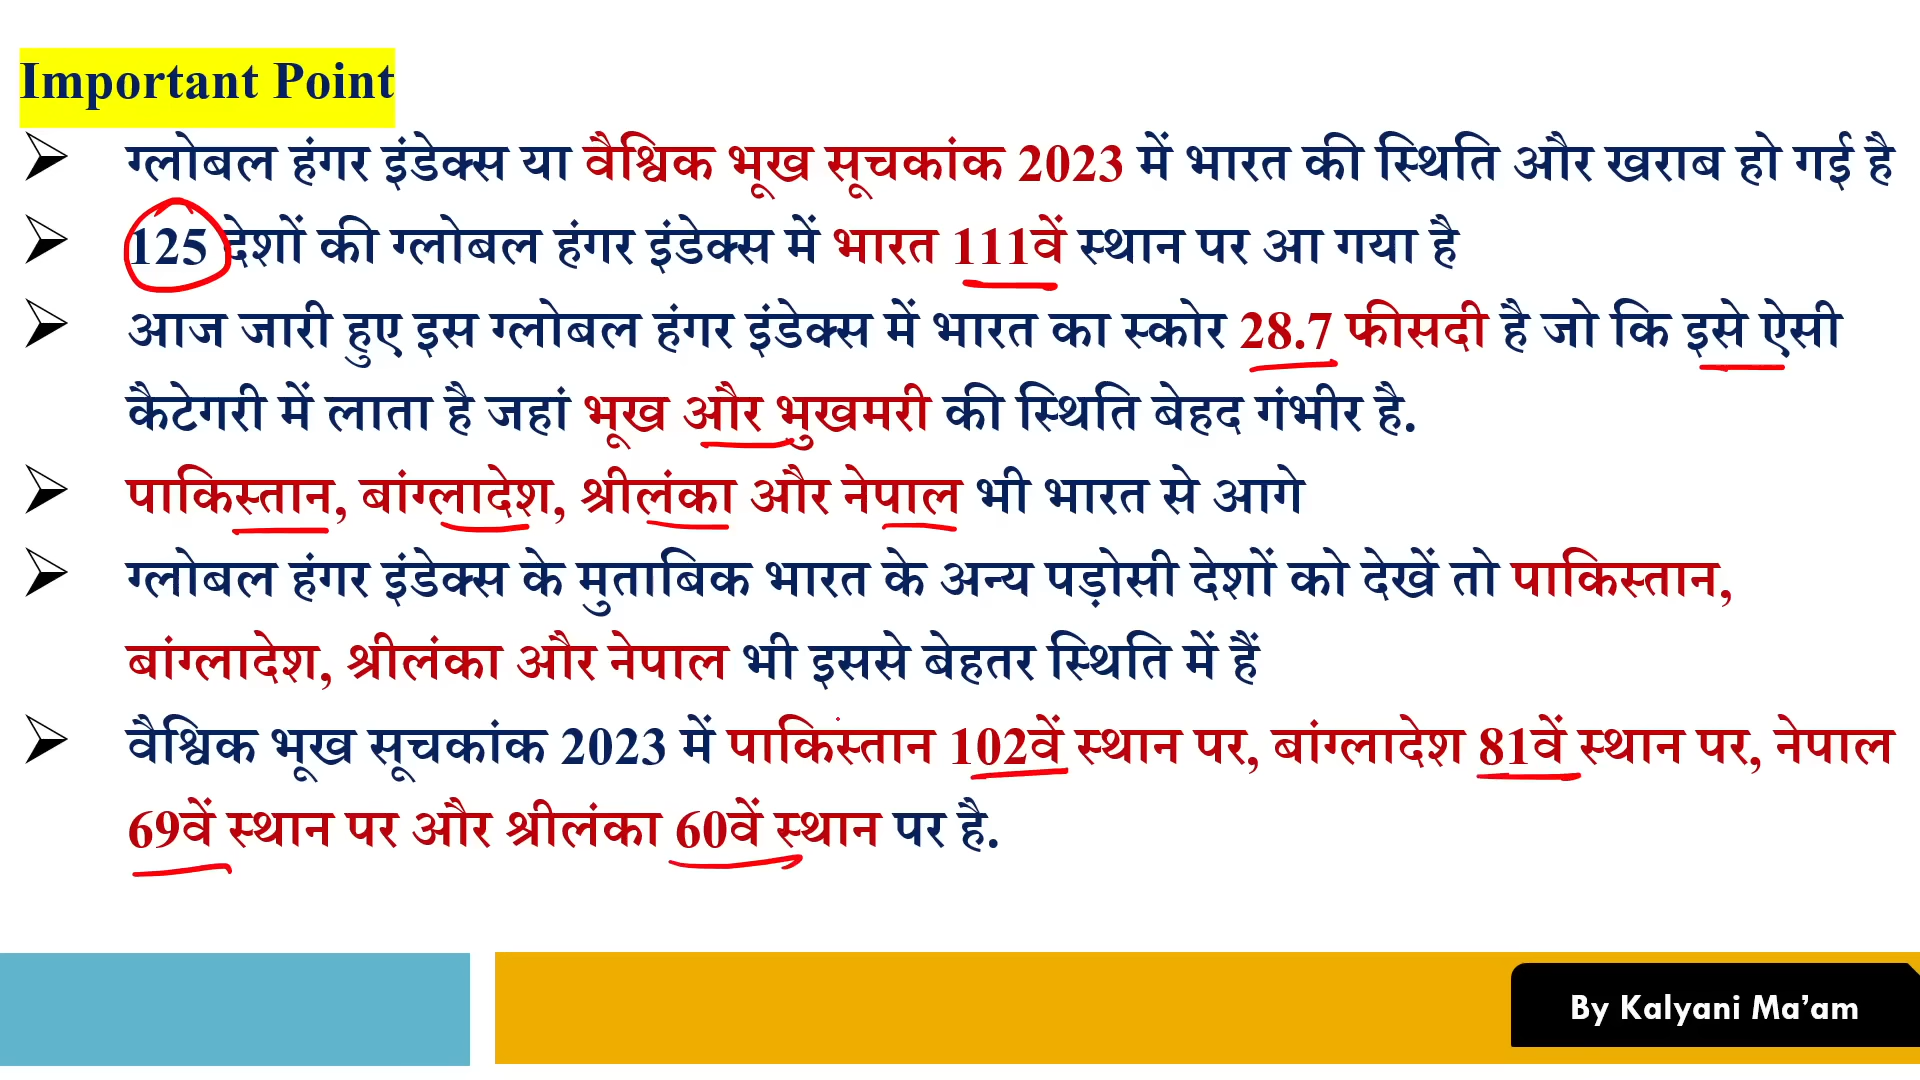 Important Point
ग्लोबल हंगर इंडेक्स या वैश्विक भूख सूचकांक 2023 में भारत की स्थिति और खराब हो गई है
125 देशों की ग्लोबल हंगर इंडेक्स में भारत 111वें स्थान पर आ गया है
आज जारी हुए इस ग्लोबल हंगर इंडेक्स में भारत का स्कोर 28.7 फीसदी है जो कि इसे ऐसी
कैटेगरी में लाता है जहां भूख और भुखमरी की स्थिति बेहद गंभीर है.
पाकिस्तान, बांग्लादेश, श्रीलंका और नेपाल भी भारत से आगे
ग्लोबल हंगर इंडेक्स के मुताबिक भारत के अन्य पड़ोसी देशों को देखें तो पाकिस्तान,
बांग्लादेश, श्रीलंका और नेपाल भी इससे बेहतर स्थिति में हैं
वैश्विक भूख सूचकांक 2023 में पाकिस्तान 102वें स्थान पर, बांग्लादेश 81वें स्थान पर, नेपाल
69वें स्थान पर और श्रीलंका 60वें स्थान पर है.
By Kalyani Ma’am